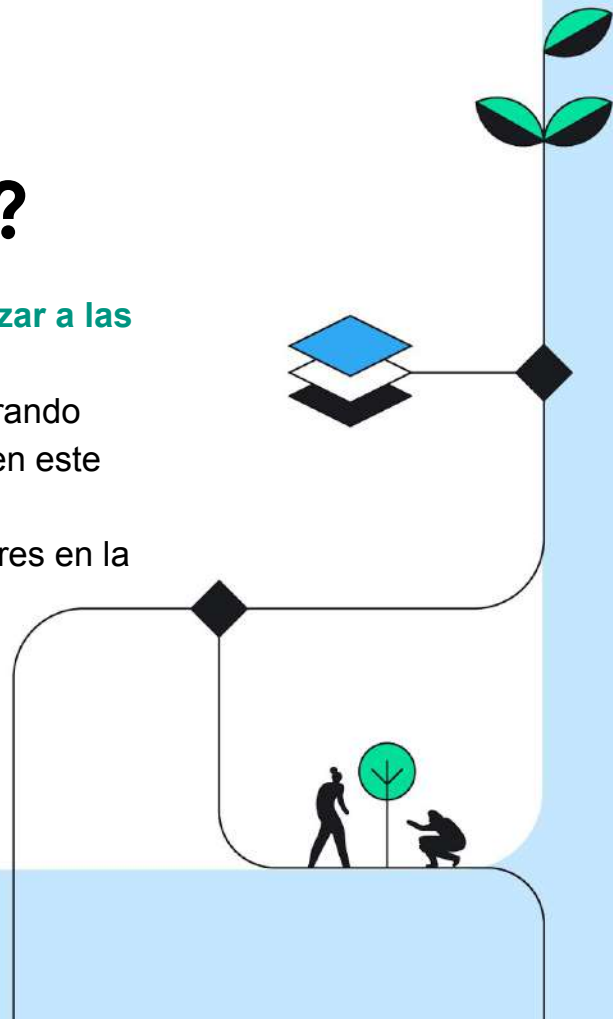 ?
zar a las
rando
en este
res en la